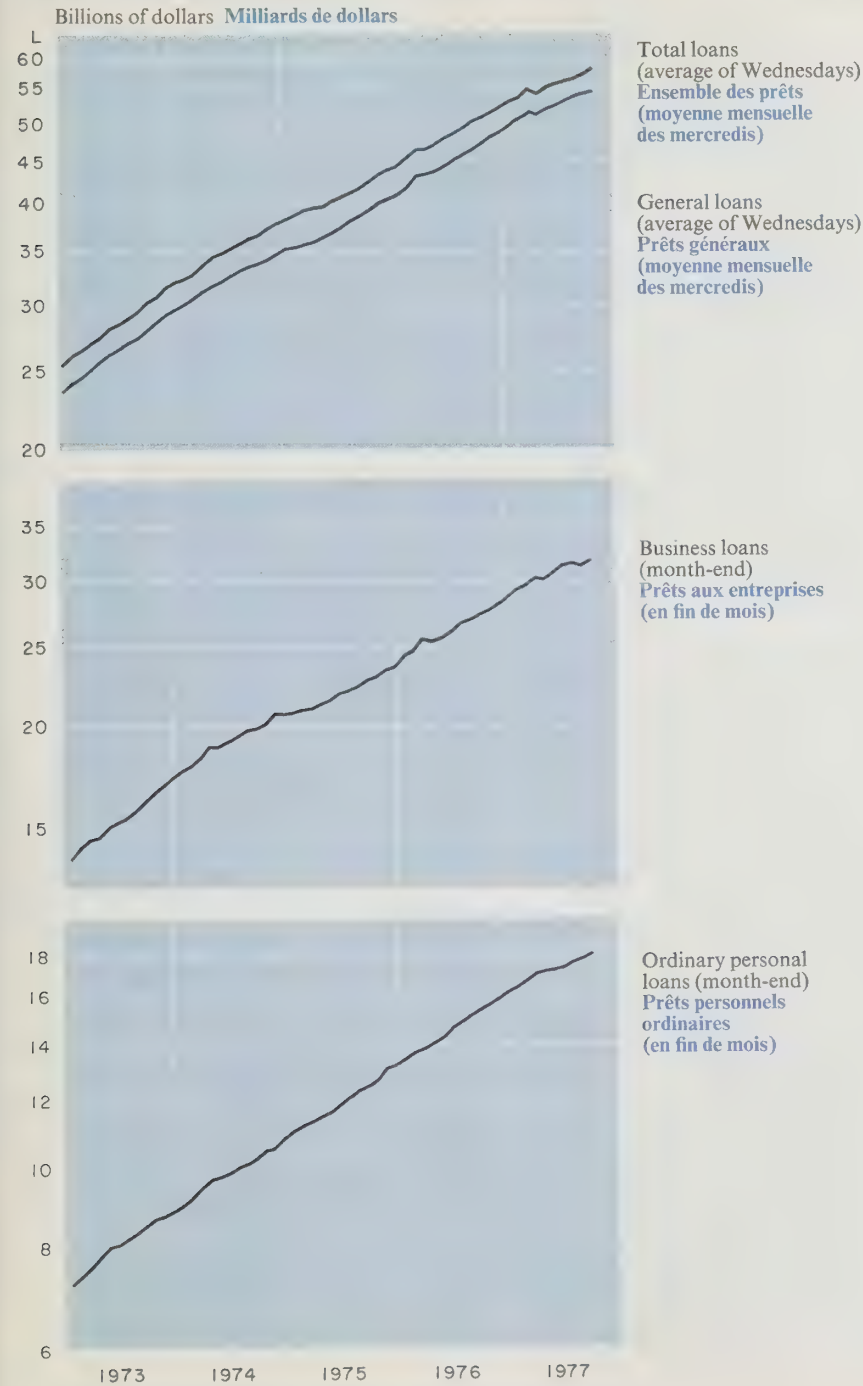 Billions of dollars Milliards de dollars
L
60
55
50
45
40
35
30
25
20
Total loans
(average of Wednesdays)
Ensemble des prêts
(moyenne mensuelle
des mercredis)
General loans
(average of Wednesdays)
Prêts généraux
(moyenne mensuelle
des mercredis)
35
30
25
20
15
Business loans
(month-end)
Prêts aux entreprises
(en fin de mois)
18
16
14
12
10
8
6
Ordinary personal
loans (month-end)
Prêts personnels
ordinaires
(en fin de mois)
1973 1974 1975 1976 1977